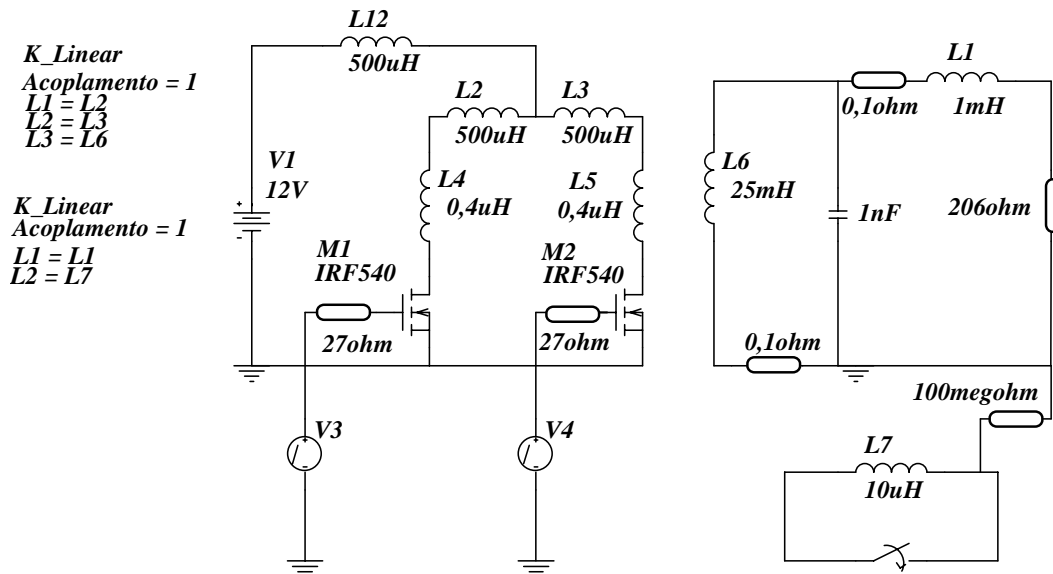 K_Linear
Acoplamento = 1
L1 = L2
L2 = L3
L3 = L6
K_Linear
Acoplamento = 1
L1 = L1
L2 = L7
L12
500uH
L2
500uH
L3
500uH
V1
12V
L4
0,4uH
L5
0,4uH
M1
IRF540
27ohm
M2
IRF540
27ohm
V3
V4
L6
25mH
1nF
0,1ohm
L1
1mH
206ohm
0,1ohm
100megohm
L7
10uH